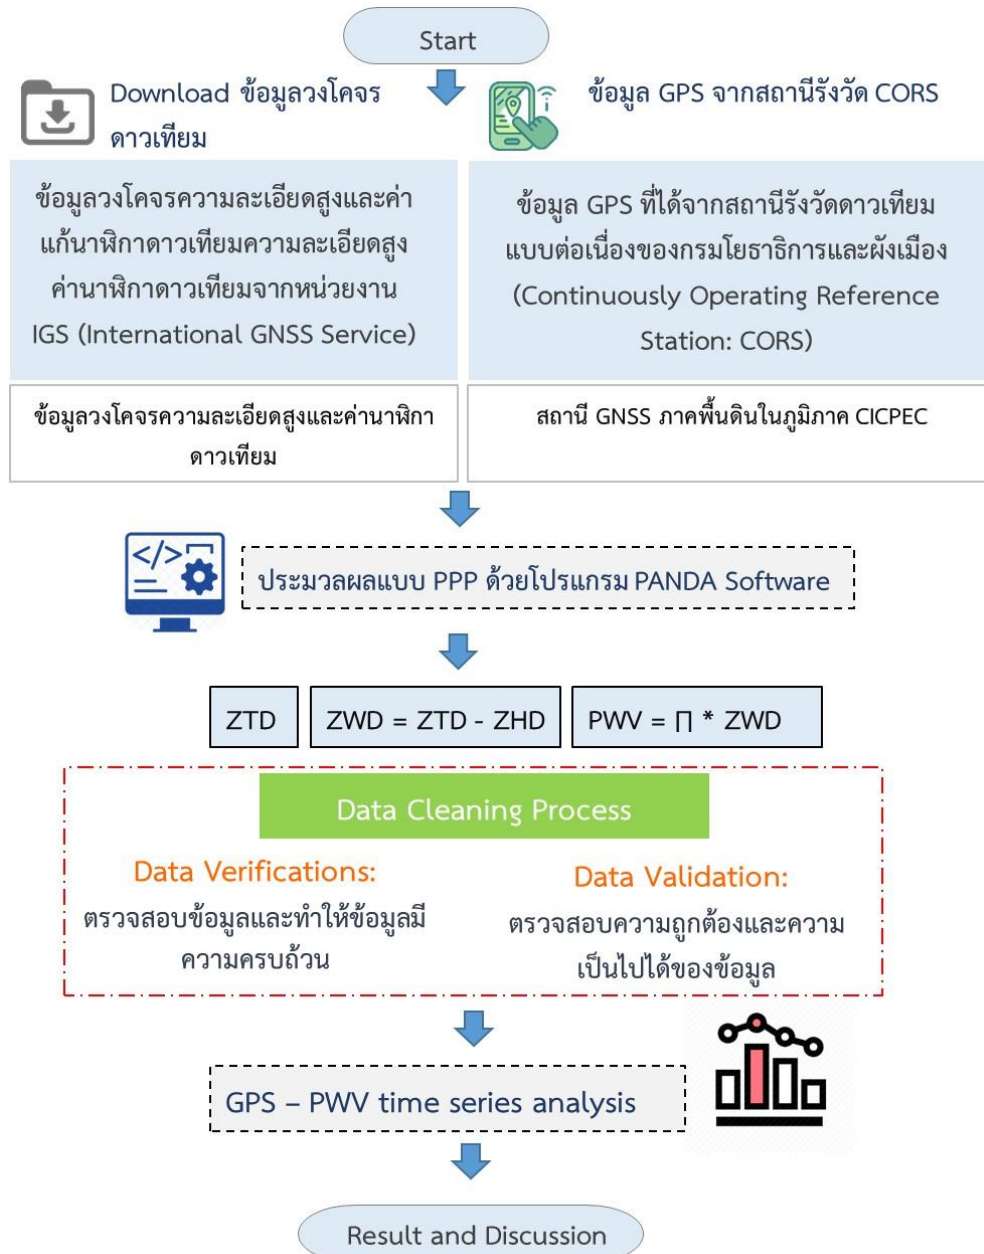 Start
Download ข้อมูลวงโคจร
ดาวเทียม
ข้อมูล GPS จากสถานีรังวัด CORS
ข้อมูลวงโคจรความละเอียดสูงและค่า
แก้นาฬิกาดาวเทียมความละเอียดสูง
ค่านาฬิกาดาวเทียมจากหน่วยงาน
IGS (International GNSS Service)
ข้อมูล GPS ที่ได้จากสถานีรังวัดดาวเทียม
แบบต่อเนื่องของกรมโยธาธิการและผังเมือง
(Continuously Operating Reference
Station: CORS)
ข้อมูลวงโคจรความละเอียดสูงและค่านาฬิกา
ดาวเทียม
สถานี GNSS ภาคพื้นดินในภูมิภาค CICPEC
</>
ประมวลผลแบบ PPP ด้วยโปรแกรม PANDA Software
ZTD
ZWD = ZTD - ZHD
PWV = ∏ * ZWD
Data Cleaning Process
Data Verifications:
ตรวจสอบข้อมูลและทำให้ข้อมูลมี
ความครบถ้วน
Data Validation:
ตรวจสอบความถูกต้องและความ
เป็นไปได้ของข้อมูล
GPS – PWV time series analysis
Result and Discussion